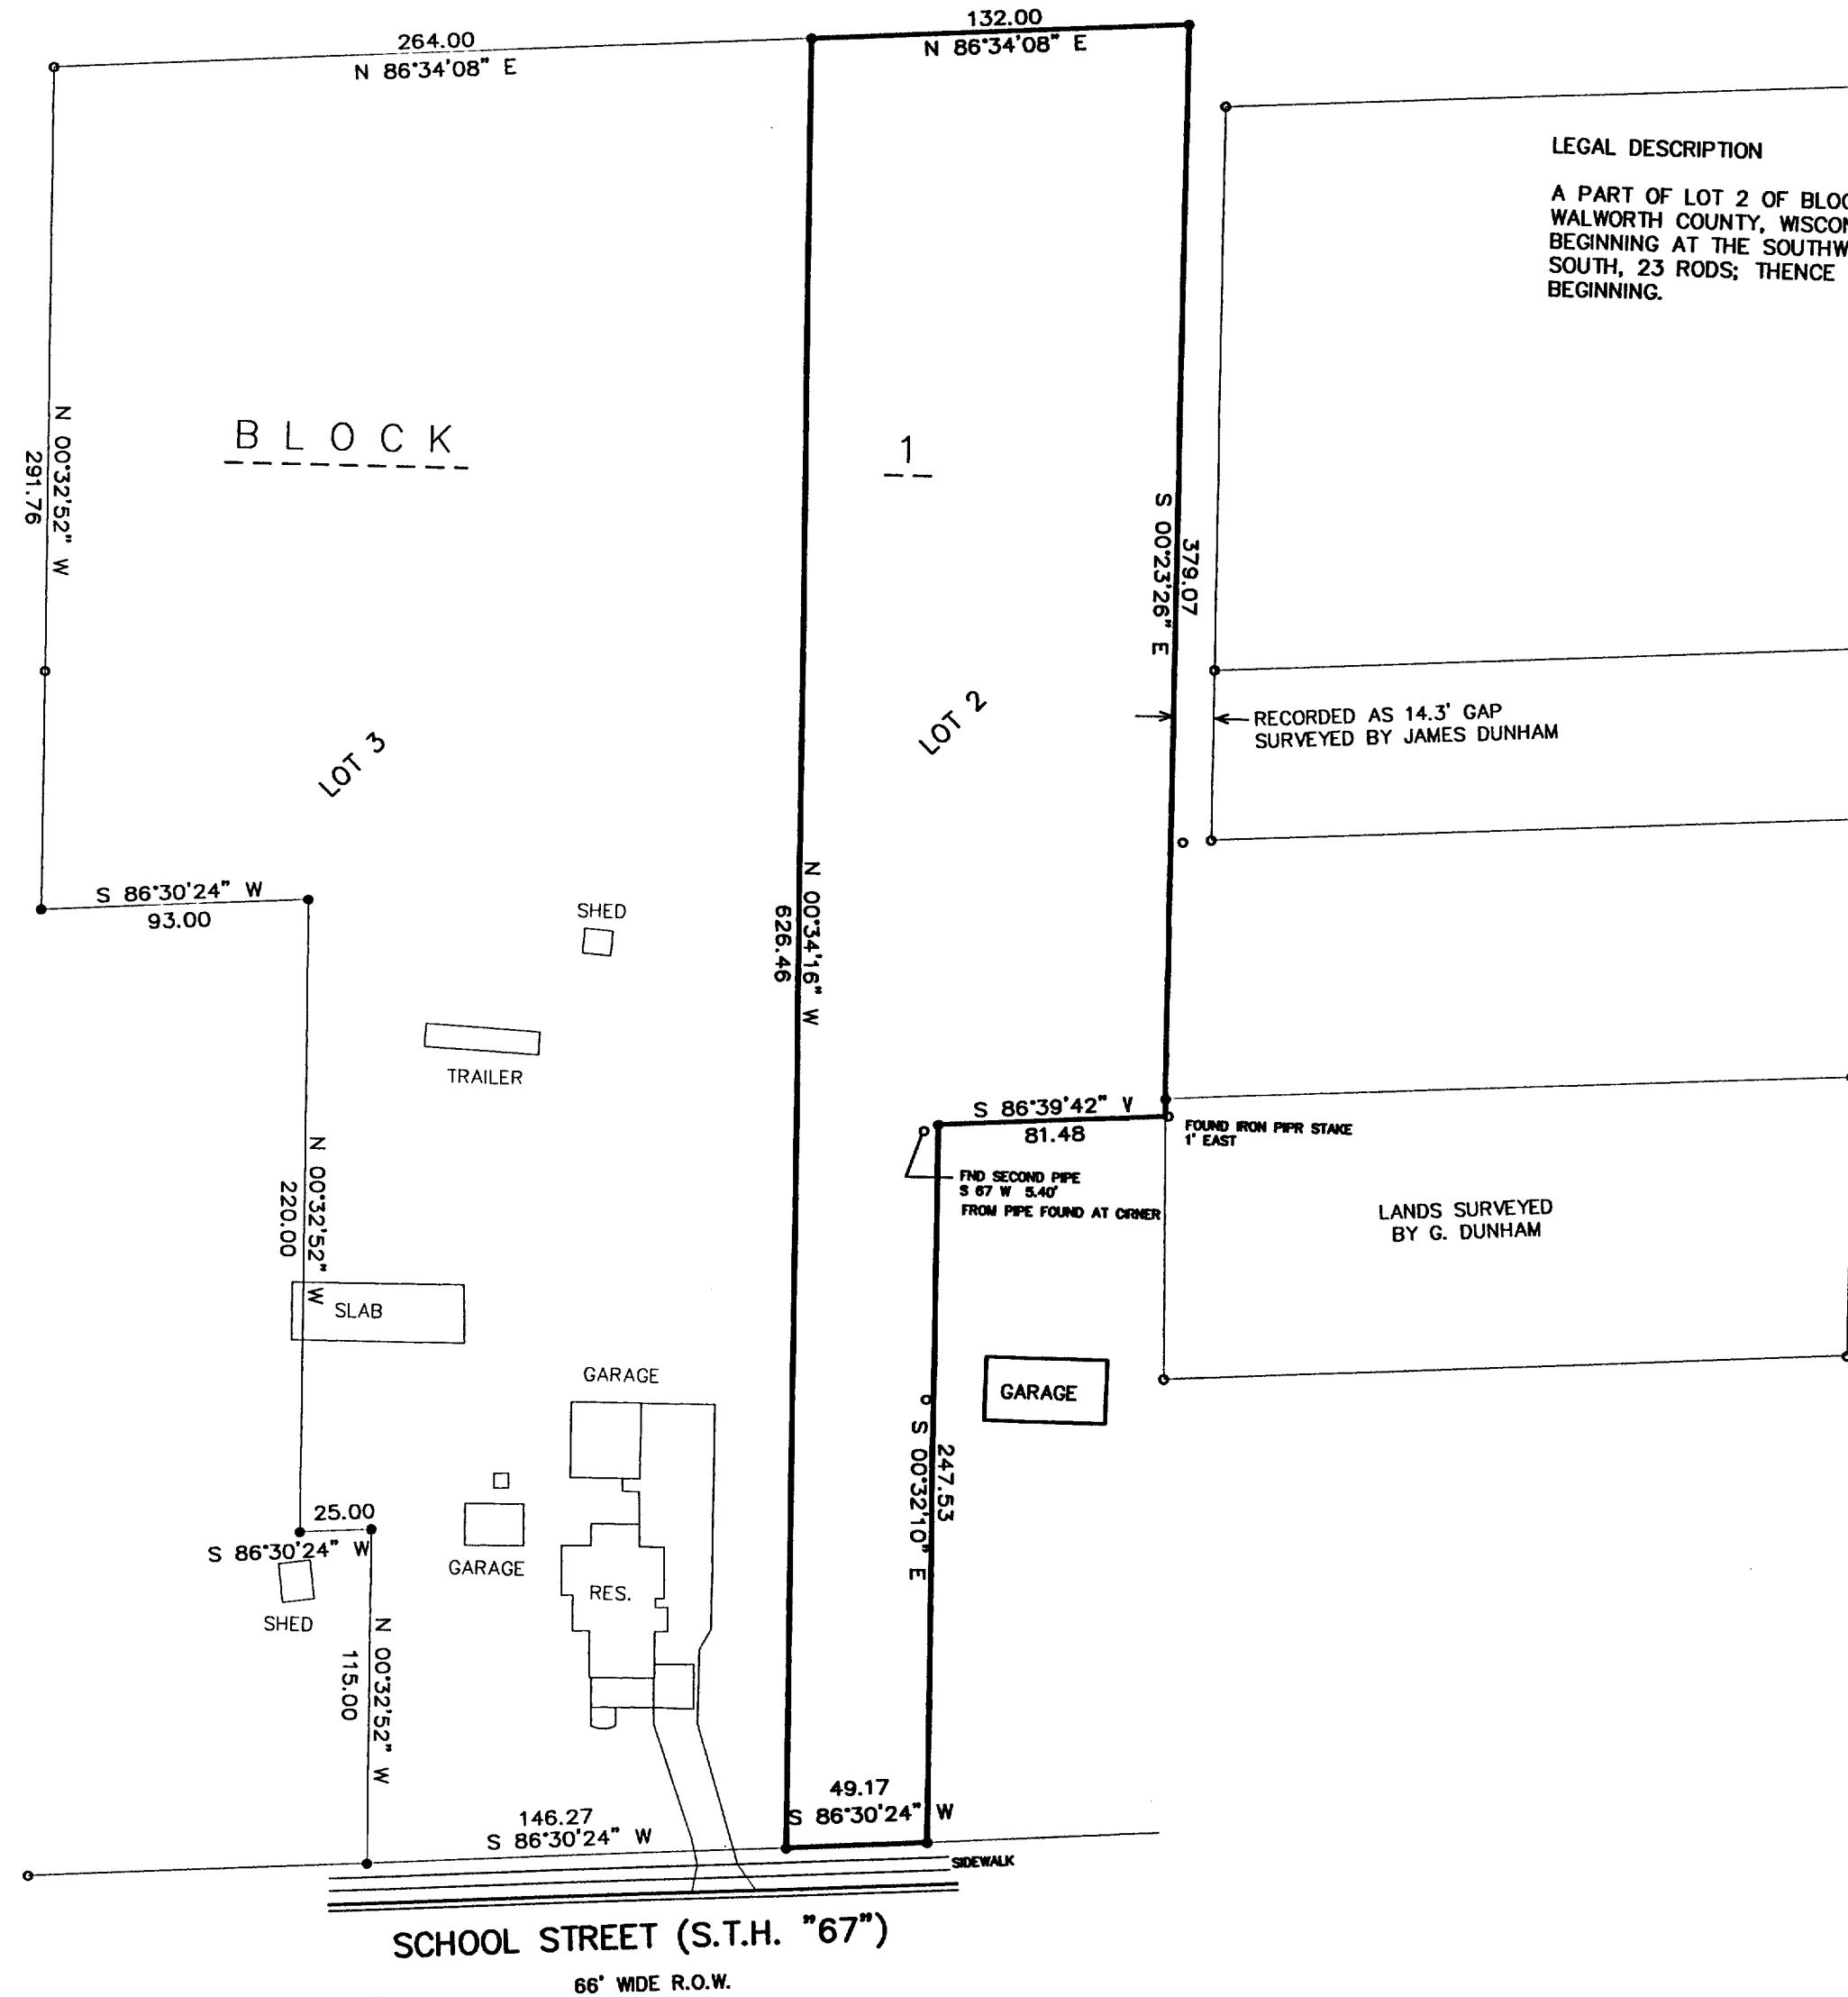 264.00
N 86°34'08" E
132.00
N 86°34'08" E
LEGAL DESCRIPTION
A PART OF LOT 2 OF BLOC
WALWORTH COUNTY, WISCON
BEGINNING AT THE SOUTHW
SOUTH, 23 RODS; THENCE
BEGINNING.
N 00°32'52" W
291.76
BLOCK
1
379.07
S 00°23'26" E
LOT 3
LOT 2
RECORDED AS 14.3' GAP
SURVEYED BY JAMES DUNHAM
S 86°30'24" W
93.00
SHED
N 00°34'16" W
626.46
TRAILER
S 86°39'42" V
81.48
FOUND IRON PIPR STAKE
1' EAST
FND SECOND PIPE
S 67 W 5.40'
FROM PIPE FOUND AT CIRNER
LANDS SURVEYED
BY G. DUNHAM
N 00°32'52" W
220.00
SLAB
GARAGE
GARAGE
247.53
S 00°32'10" E
25.00
S 86°30'24" W
GARAGE
RES.
SHED
N 00°32'52" W
115.00
49.17
S 86°30'24" W
146.27
S 86°30'24" W
SIDEWALK
SCHOOL STREET (S.T.H. "67")
66' WIDE R.O.W.